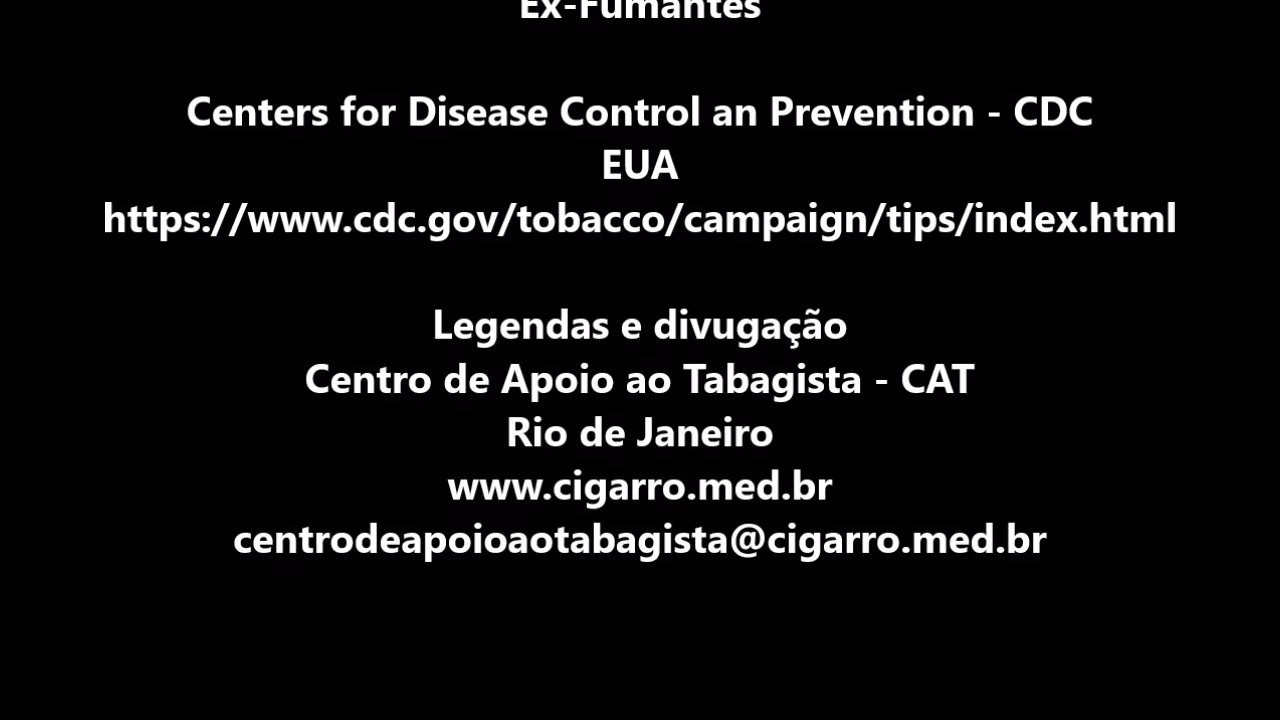 Ex-Fumantes
Centers for Disease Control an Prevention - CDC
EUA
https://www.cdc.gov/tobacco/campaign/tips/index.html
Legendas e divugação
Centro de Apoio ao Tabagista - CAT
Rio de Janeiro
www.cigarro.med.br
centrodeapoioaotabagista@cigarro.med.br